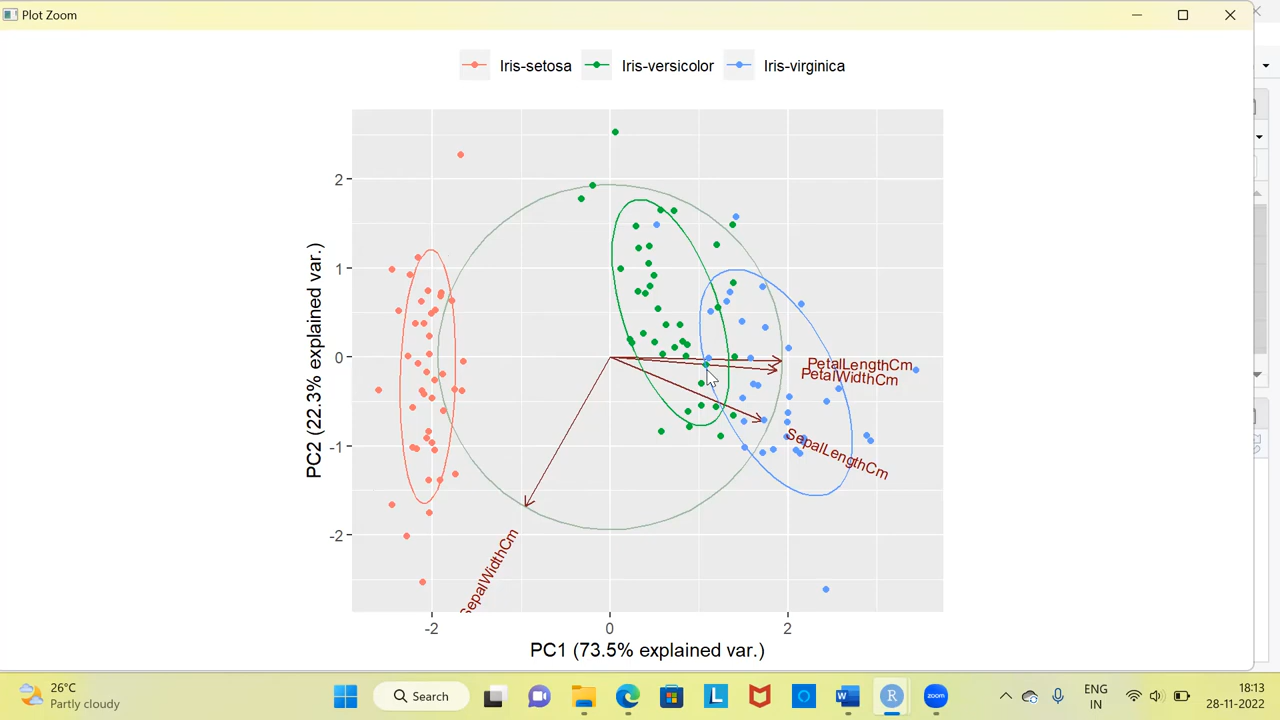 Plot Zoom
Iris-setosa Iris-versicolor Iris-virginica
2
1
0
-1
-2
PC2 (22.3% explained var.)
PetalLengthCm
PetalWidthCm
SepalLengthCm
SepalWidthCm
-2 0 2
PC1 (73.5% explained var.)
26°C
Partly cloudy
Search
L
W
R
zoom
ENG
IN
18:13
28-11-2022